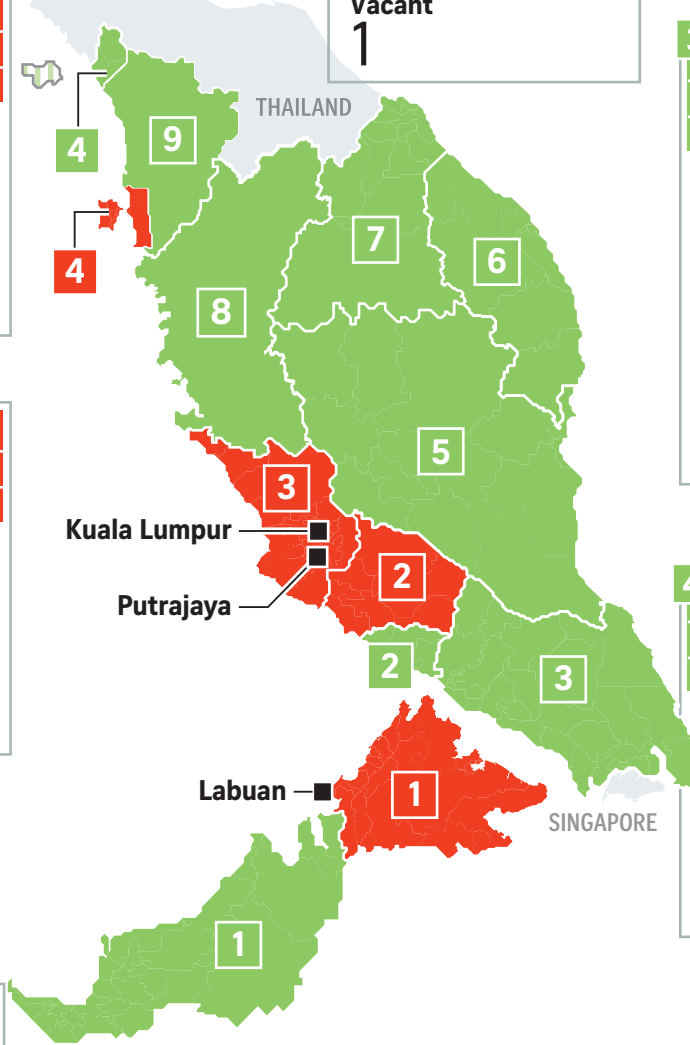 Vacant
1
THAILAND
4
9
4
7
6
8
5
3
Kuala Lumpur
2
Putrajaya
2
3
Labuan
1
SINGAPORE
1